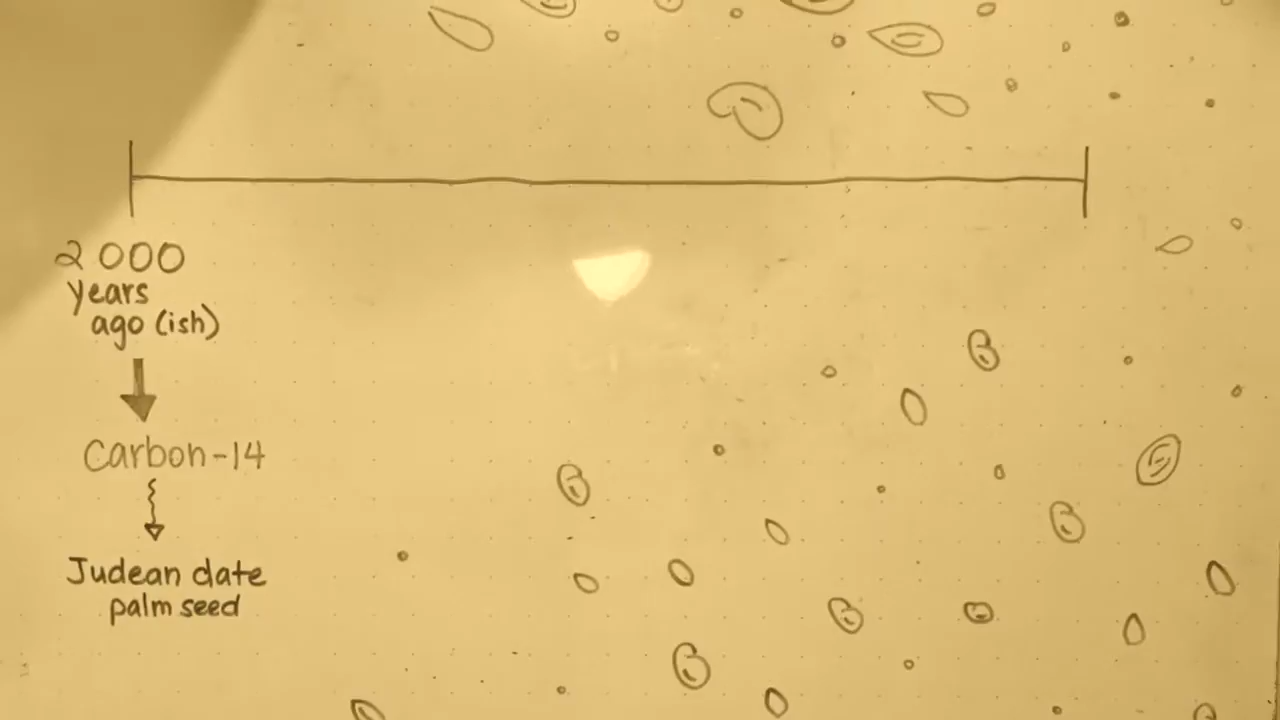 2000
years
ago (ish)
Carbon-14
Judean date
palm seed